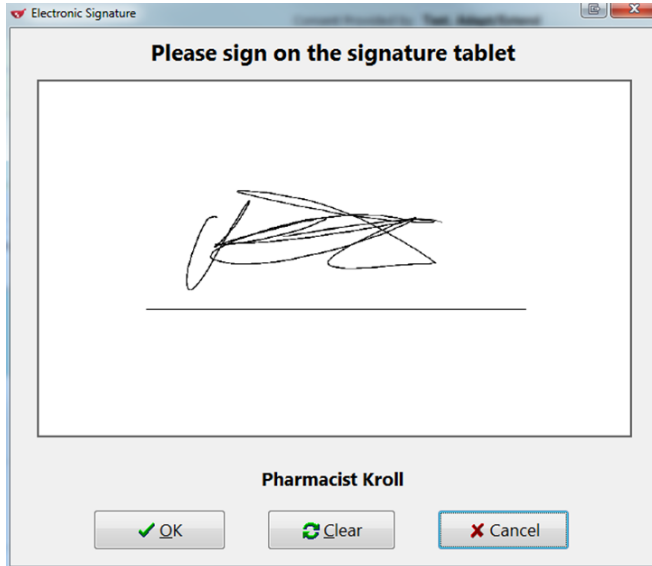 Electronic Signature
Please sign on the signature tablet
Pharmacist Kroll
OK
Clear
Cancel